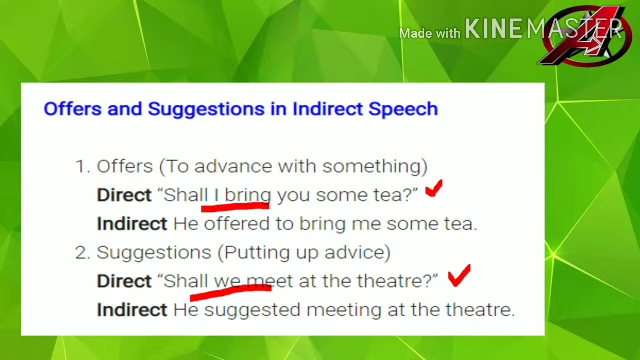 Made with KINEMASTER
Offers and Suggestions in Indirect Speech
1. Offers (To advance with something)
Direct “Shall I bring you some tea?”
Indirect He offered to bring me some tea.
2. Suggestions (Putting up advice)
Direct “Shall we meet at the theatre?”
Indirect He suggested meeting at the theatre.